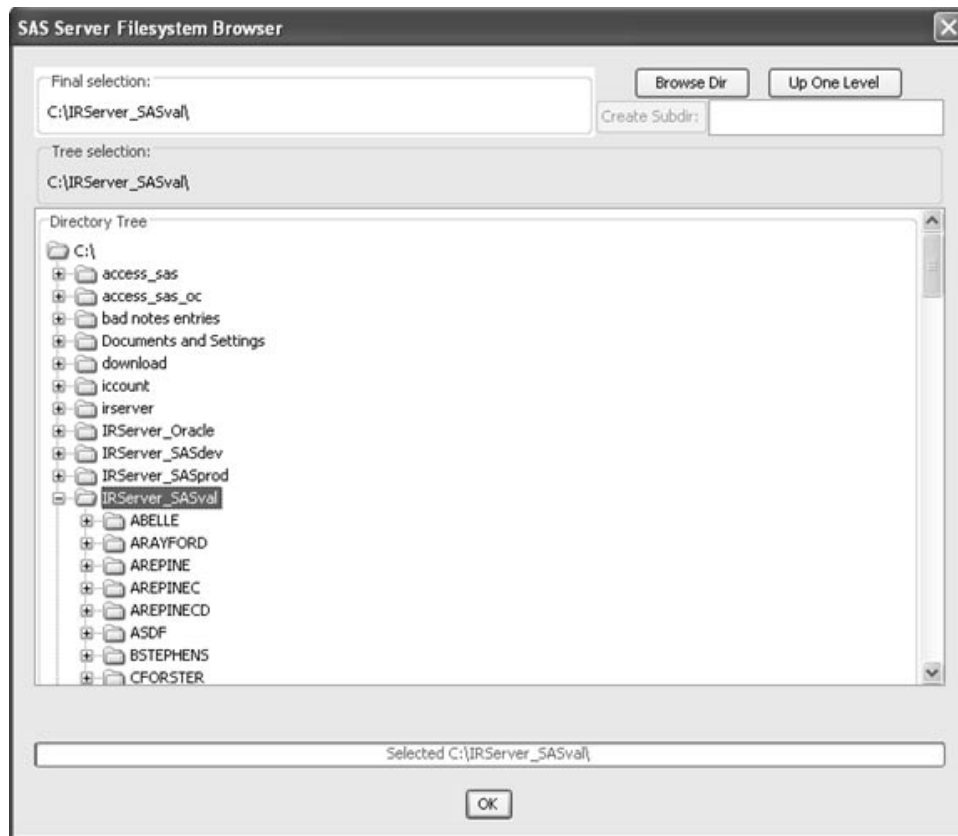 SAS Server Filesystem Browser
Final selection:
Browse Dir
Up One Level
C:\IRServer_SASval\
Create Subdir:
Tree selection:
C:\IRServer_SASval\
Directory Tree
C:\
access_sas
access_sas_oc
bad notes entries
Documents and Settings
download
iccount
irserver
IRServer_Oracle
IRServer_SASdev
IRServer_SASprod
IRServer_SASval
ABELLE
ARAYFORD
AREPINE
AREPINEC
AREPINECD
ASDF
BSTEPHENS
CFORSTER
Selected C:\IRServer_SASval\
OK